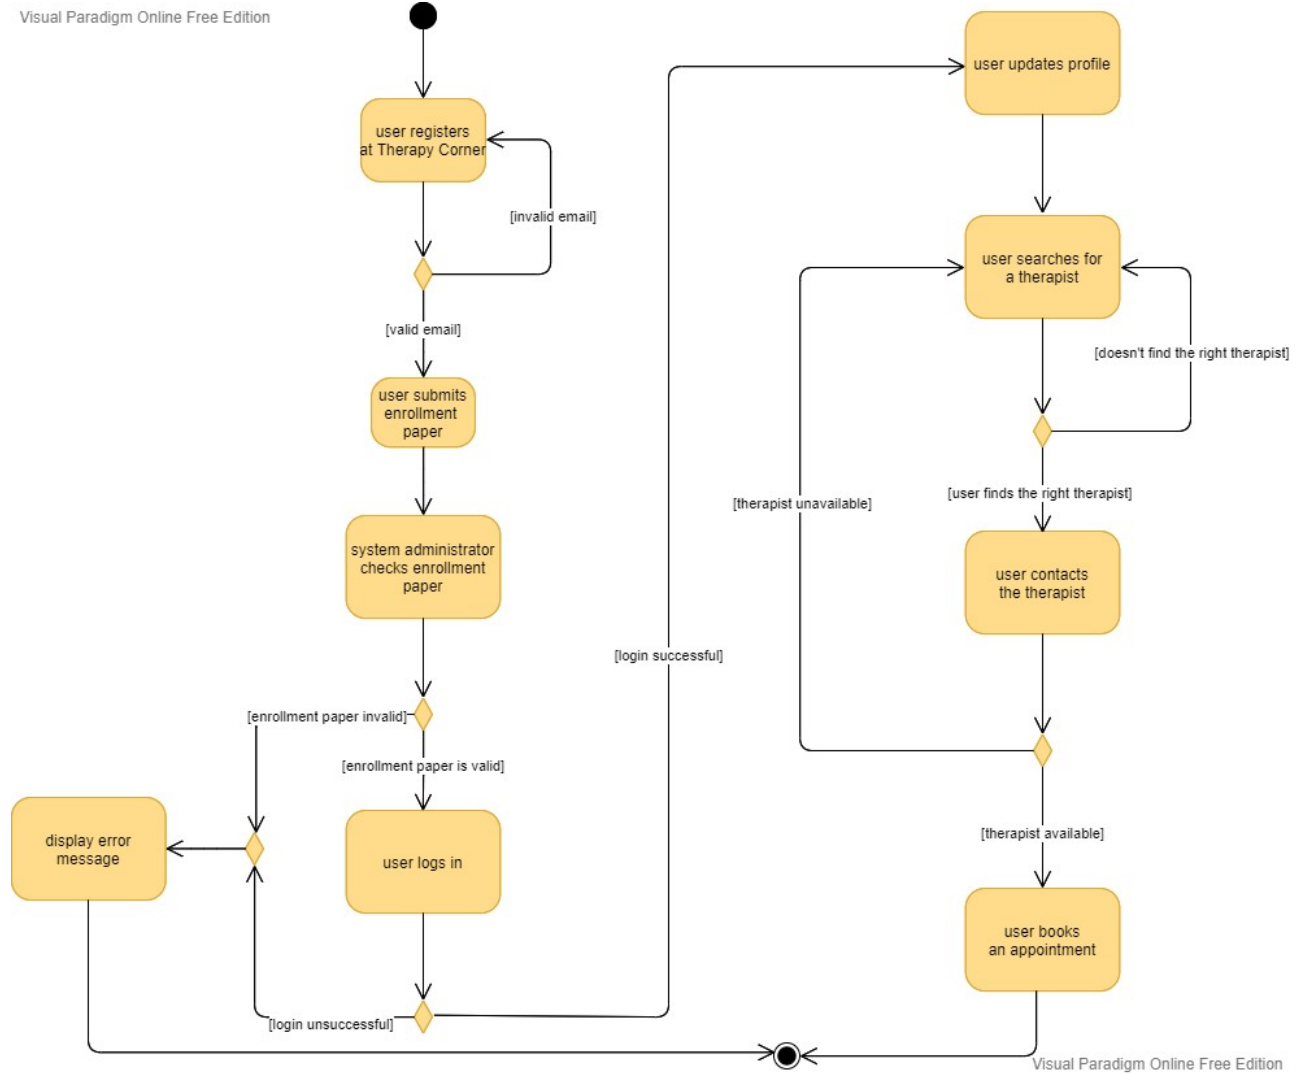 Visual Paradigm Online Free Edition
user registers
at Therapy Corner
[invalid email]
[valid email]
user submits
enrollment
paper
system administrator
checks enrollment
paper
[enrollment paper invalid]
[enrollment paper is valid]
display error
message
user logs in
[login unsuccessful]
[login successful]
user updates profile
user searches for
a therapist
[doesn't find the right therapist]
[user finds the right therapist]
[therapist unavailable]
user contacts
the therapist
[therapist available]
user books
an appointment
Visual Paradigm Online Free Edition